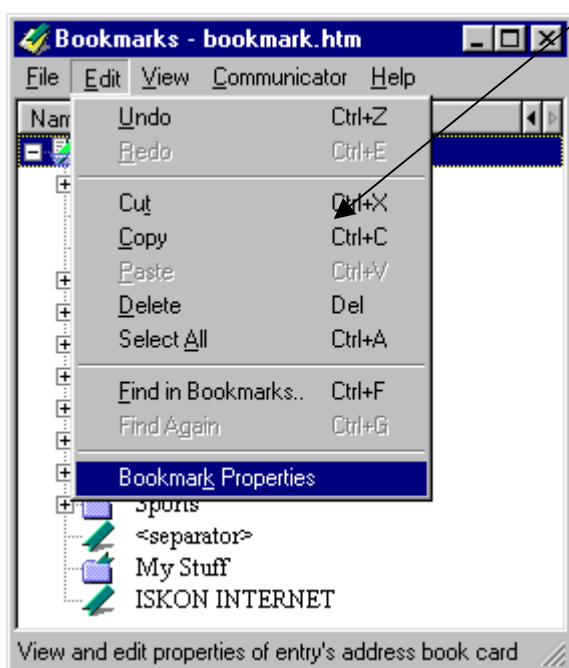 Bookmarks - bookmark.htm
File Edit View Communicator Help
Nam
Undo Ctrl+Z
Redo Ctrl+E
Cut Ctrl+X
Copy Ctrl+C
Paste Ctrl+V
Delete Del
Select All Ctrl+A
Find in Bookmarks.. Ctrl+F
Find Again Ctrl+G
Bookmark Properties
Sports
<separator>
My Stuff
ISKON INTERNET
View and edit properties of entry's address book card